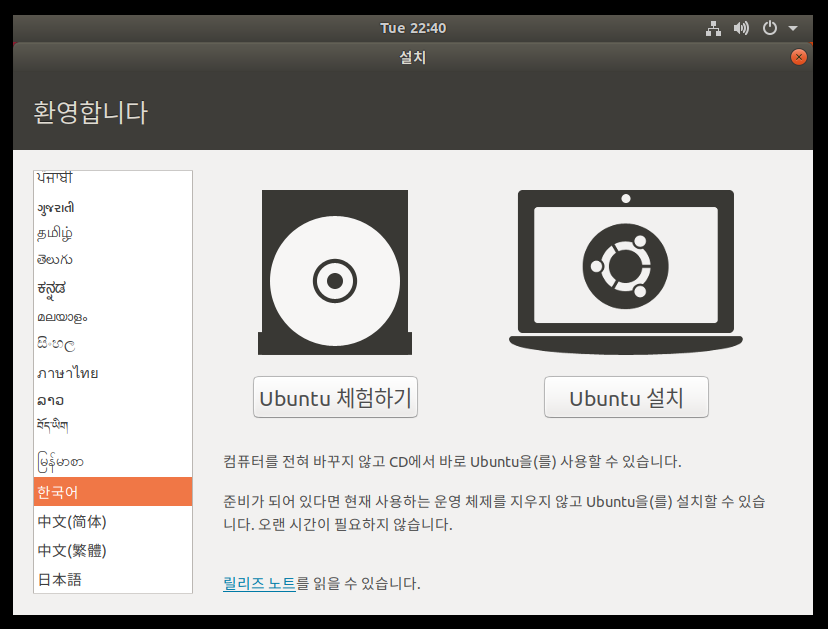 Tue 22:40
설치
환영합니다
ਪੰਜਾਬੀ
ગુજરાતી
தமிழ்
తెలుగు
ಕನ್ನಡ
മലയാളം
සිංහල
ภาษาไทย
ລາວ
བོད་ཡིག
မြန်မာစာ
한국어
中文(简体)
中文(繁體)
日本語
Ubuntu 체험하기
Ubuntu 설치
컴퓨터를 전혀 바꾸지 않고 CD에서 바로 Ubuntu을(를) 사용할 수 있습니다.
준비가 되어 있다면 현재 사용하는 운영 체제를 지우지 않고 Ubuntu을(를) 설치할 수 있습
니다. 오랜 시간이 필요하지 않습니다.
릴리즈 노트를 읽을 수 있습니다.